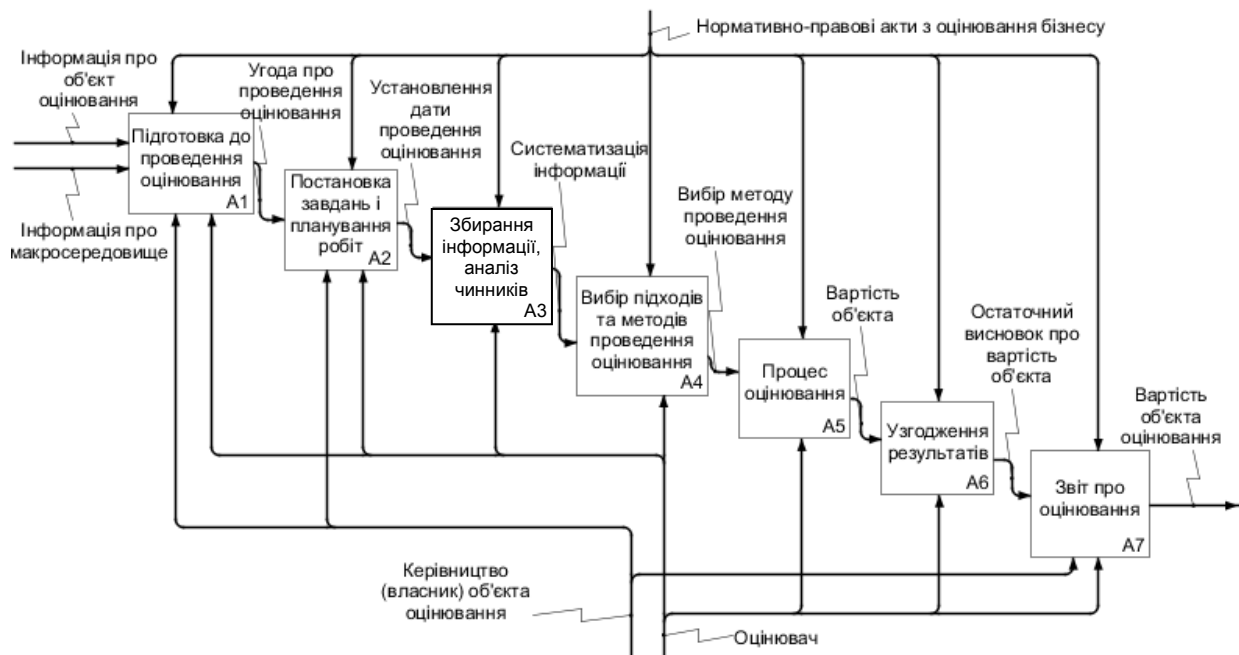 Нормативно-правові акти з оцінювання бізнесу
Інформація про
об'єкт
оцінювання
Угода про
проведення
оцінювання
Установлення
дати
проведення
оцінювання
Систематизація
інформації
Вибір методу
проведення
оцінювання
Вартість
об'єкта
Остаточний
висновок про
вартість
об'єкта
Вартість
об'єкта
оцінювання
Підготовка до
проведення
оцінювання
A1
Інформація про
макросередовище
Постановка
завдань і
планування
робіт
A2
Збирання
інформації,
аналіз
чинників
A3
Вибір підходів
та методів
проведення
оцінювання
A4
Процес
оцінювання
A5
Узгодження
результатів
A6
Звіт про
оцінювання
A7
Керівництво
(власник) об'єкта
оцінювання
Оцінювач